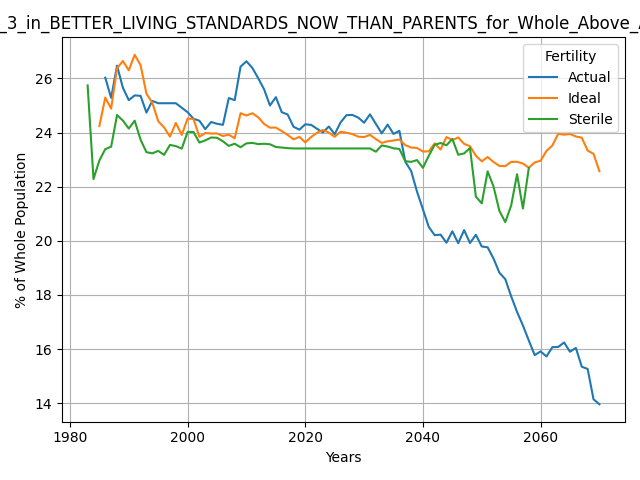 _3_in_BETTER_LIVING_STANDARDS_NOW_THAN_PARENTS_for_Whole_Above_
Fertility
Actual
Ideal
Sterile
% of Whole Population
26
24
22
20
18
16
14
1980
2000
2020
2040
2060
Years